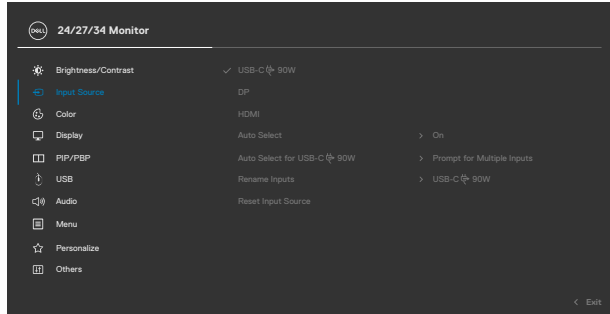 DELL 24/27/34 Monitor
Brightness/Contrast USB-C 90W
Input Source DP
Color HDMI
Display Auto Select On
PIP/PBP Auto Select for USB-C 90W Prompt for Multiple Inputs
USB Rename Inputs USB-C 90W
Audio Reset Input Source
Menu
Personalize
Others
Exit